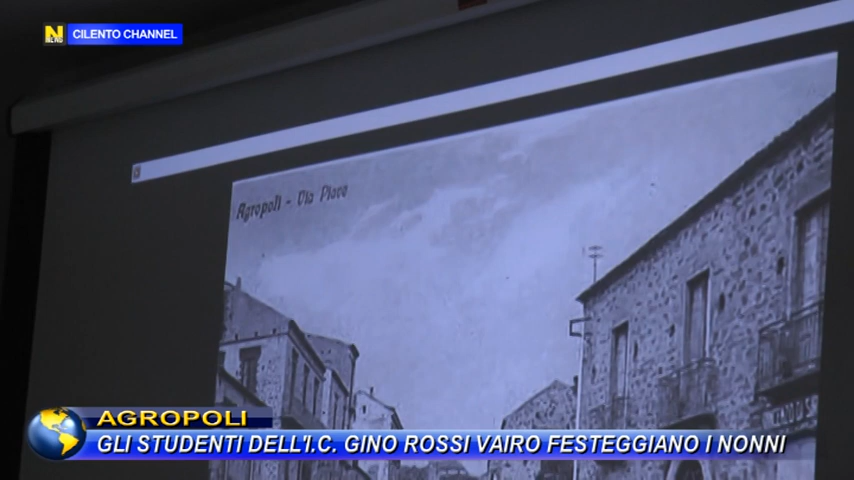 N
CILENTO CHANNEL
Agropoli - Via Piave
AGROPOLI
GLI STUDENTI DELL'I.C. GINO ROSSI VAIRO FESTEGGIANO I NONNI